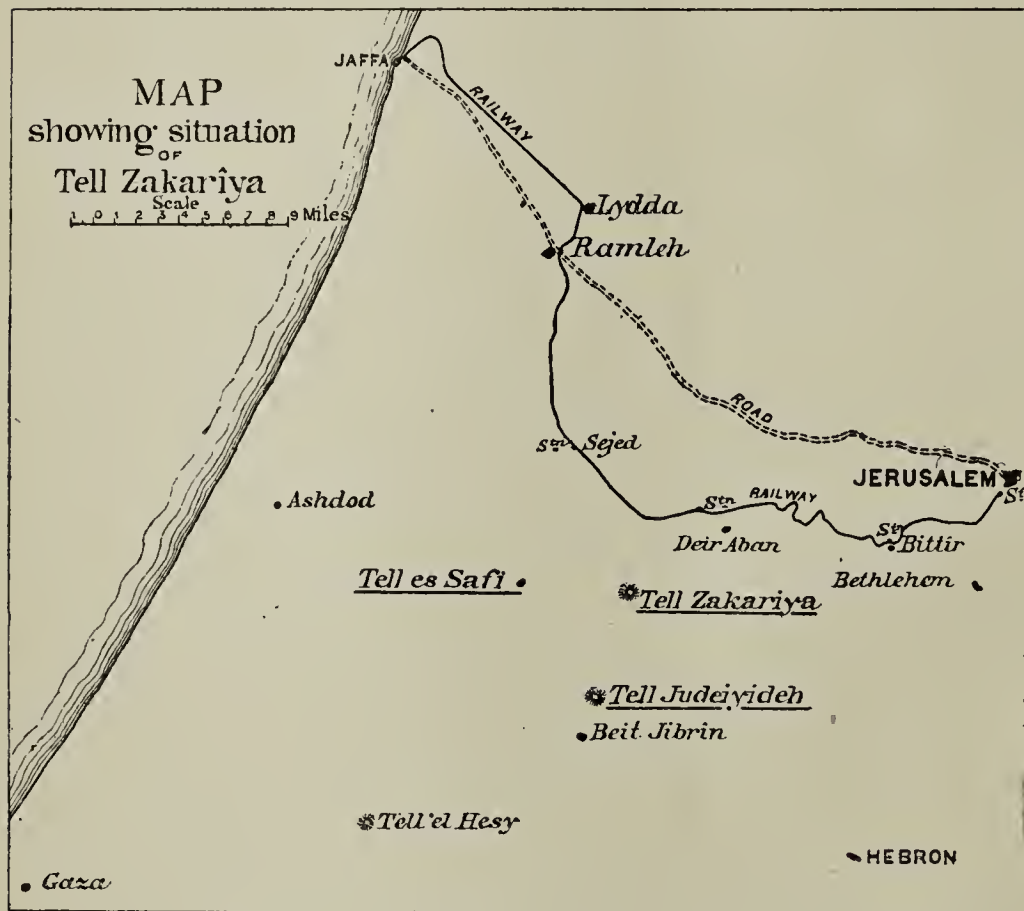 MAP
showing situation
OF
Tell Zakarîya
Scale
1 0 1 2 3 4 5 6 7 8 9 Miles
JAFFA
RAILWAY
Lydda
Ramleh
ROAD
Stn Sejed
JERUSALEM
St
Stn RAILWAY
Stn
Deir Aban
Bittîr
Bethlehem
Ashdod
Tell es Safi
Tell Zakariya
Tell Judeiyideh
Beit Jibrin
Tell el Hesy
HEBRON
Gaza